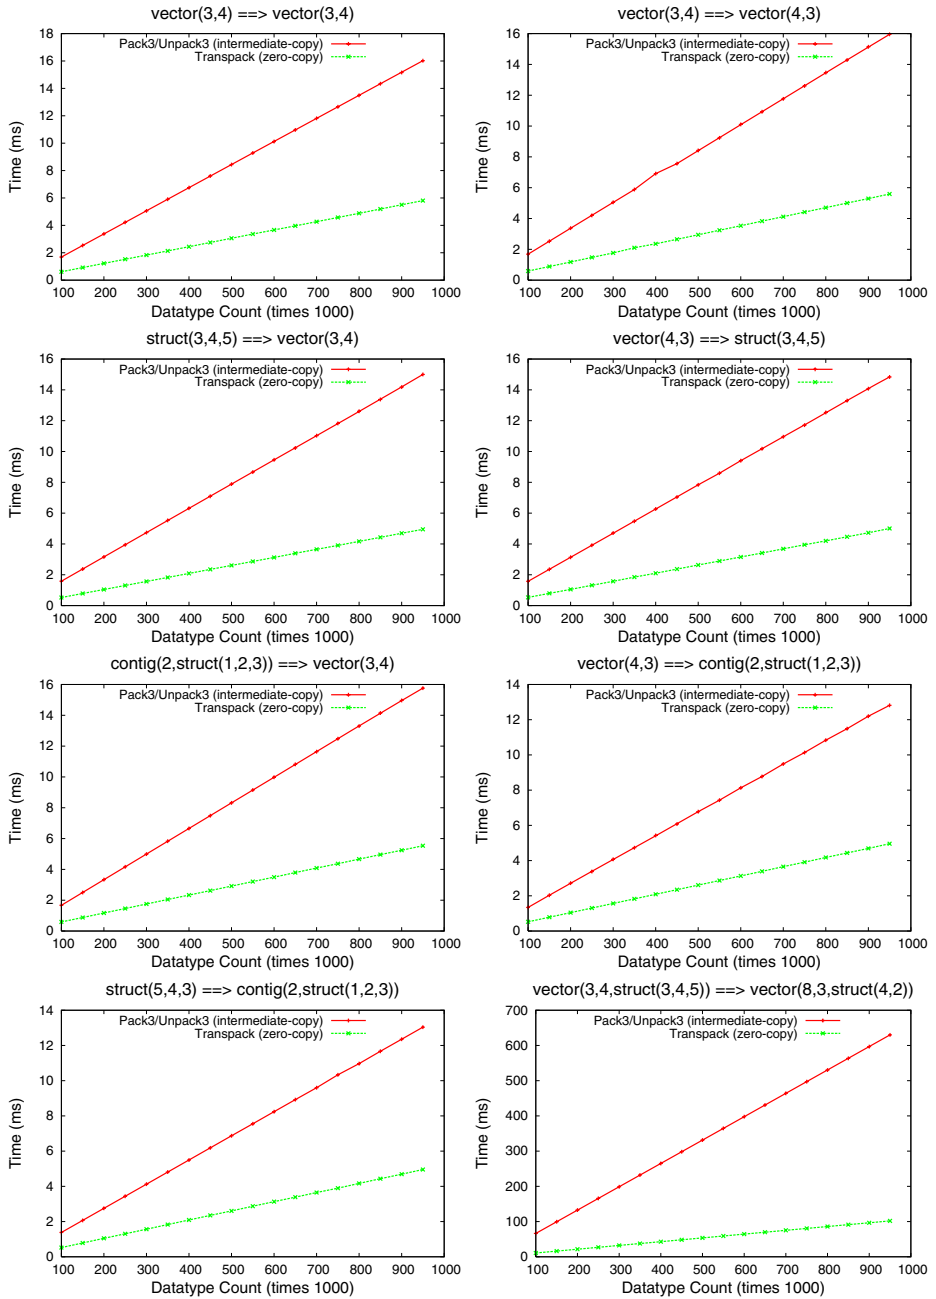 vector(3,4) ==> vector(3,4)
Pack3/Unpack3 (intermediate-copy)
Transpack (zero-copy)
Time (ms)
18
16
14
12
10
8
6
4
2
0
100 200 300 400 500 600 700 800 900 1000
Datatype Count (times 1000)
vector(3,4) ==> vector(4,3)
Pack3/Unpack3 (intermediate-copy)
Transpack (zero-copy)
Time (ms)
16
14
12
10
8
6
4
2
0
100 200 300 400 500 600 700 800 900 1000
Datatype Count (times 1000)
struct(3,4,5) ==> vector(3,4)
Pack3/Unpack3 (intermediate-copy)
Transpack (zero-copy)
Time (ms)
16
14
12
10
8
6
4
2
0
100 200 300 400 500 600 700 800 900 1000
Datatype Count (times 1000)
vector(4,3) ==> struct(3,4,5)
Pack3/Unpack3 (intermediate-copy)
Transpack (zero-copy)
Time (ms)
16
14
12
10
8
6
4
2
0
100 200 300 400 500 600 700 800 900 1000
Datatype Count (times 1000)
contig(2,struct(1,2,3)) ==> vector(3,4)
Pack3/Unpack3 (intermediate-copy)
Transpack (zero-copy)
Time (ms)
16
14
12
10
8
6
4
2
0
100 200 300 400 500 600 700 800 900 1000
Datatype Count (times 1000)
vector(4,3) ==> contig(2,struct(1,2,3))
Pack3/Unpack3 (intermediate-copy)
Transpack (zero-copy)
Time (ms)
14
12
10
8
6
4
2
0
100 200 300 400 500 600 700 800 900 1000
Datatype Count (times 1000)
struct(5,4,3) ==> contig(2,struct(1,2,3))
Pack3/Unpack3 (intermediate-copy)
Transpack (zero-copy)
Time (ms)
14
12
10
8
6
4
2
0
100 200 300 400 500 600 700 800 900 1000
Datatype Count (times 1000)
vector(3,4,struct(3,4,5)) ==> vector(8,3,struct(4,2))
Pack3/Unpack3 (intermediate-copy)
Transpack (zero-copy)
Time (ms)
700
600
500
400
300
200
100
0
100 200 300 400 500 600 700 800 900 1000
Datatype Count (times 1000)